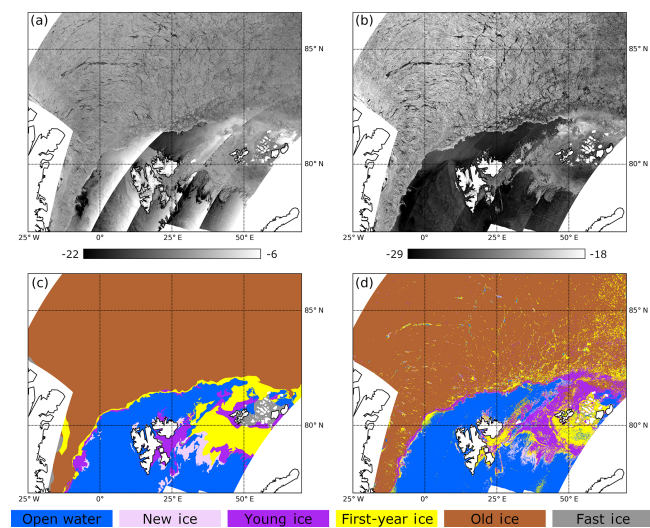 (a)
(b)
85° N
85° N
80° N
80° N
25° W
0°
25° E
50° E
25° W
0°
25° E
50° E
-22
-6
-29
-18
(c)
(d)
85° N
85° N
80° N
80° N
25° W
0°
25° E
50° E
25° W
0°
25° E
50° E
Open water
New ice
Young ice
First-year ice
Old ice
Fast ice